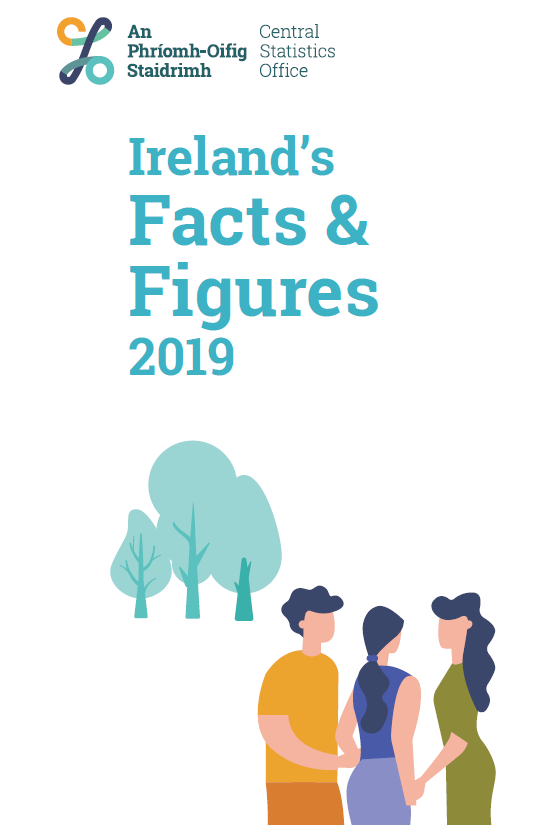 An
Phríomh-Oifig
Staidrimh
Central
Statistics
Office
Ireland’s
Facts &
Figures
2019